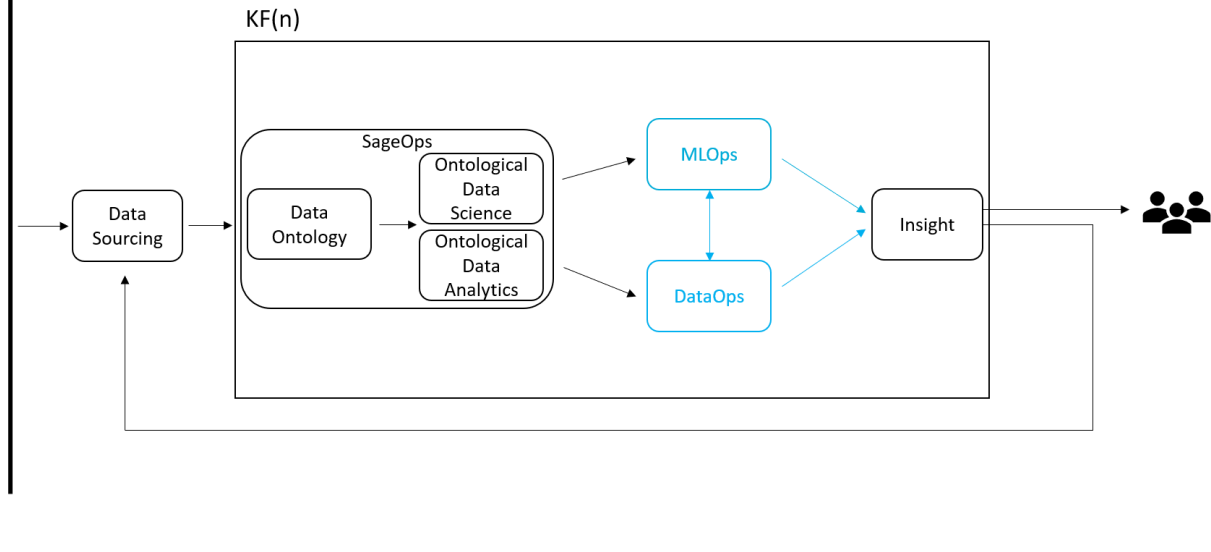 KF(n)
SageOps
Data
Sourcing
Data
Ontology
Ontological
Data
Science
Ontological
Data
Analytics
MLOps
DataOps
Insight